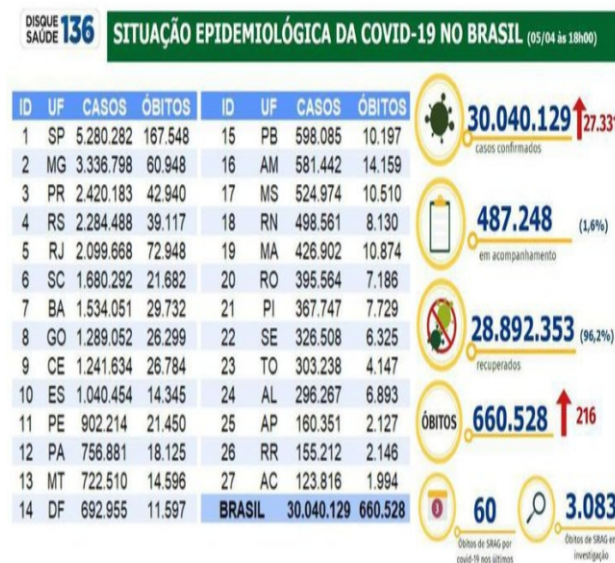 DISQUE
SAÚDE 136
SITUAÇÃO EPIDEMIOLÓGICA DA COVID-19 NO BRASIL (05/04 às 18h00)
ID UF CASOS ÓBITOS ID UF CASOS ÓBITOS
1 SP 5.280.282 167.548 15 PB 598.085 10.197
2 MG 3.336.798 60.948 16 AM 581.442 14.159
3 PR 2.420.183 42.940 17 MS 524.974 10.510
4 RS 2.284.488 39.117 18 RN 498.561 8.130
5 RJ 2.099.668 72.948 19 MA 426.902 10.874
6 SC 1.680.292 21.682 20 RO 395.564 7.186
7 BA 1.534.051 29.732 21 PI 367.747 7.729
8 GO 1.289.052 26.299 22 SE 326.508 6.325
9 CE 1.241.634 26.784 23 TO 303.238 4.147
10 ES 1.040.454 14.345 24 AL 296.267 6.893
11 PE 902.214 21.450 25 AP 160.351 2.127
12 PA 756.881 18.125 26 RR 155.212 2.146
13 MT 722.510 14.596 27 AC 123.816 1.994
14 DF 692.955 11.597 BRASIL 30.040.129 660.528
30.040.129 27.331
casos confirmados
487.248 (1,6%)
em acompanhamento
28.892.353 (96,2%)
recuperados
ÓBITOS 660.528 216
60
Óbitos de SRAG por
covid-19 nos últimos
3.083
Óbitos de SRAG em
investigação